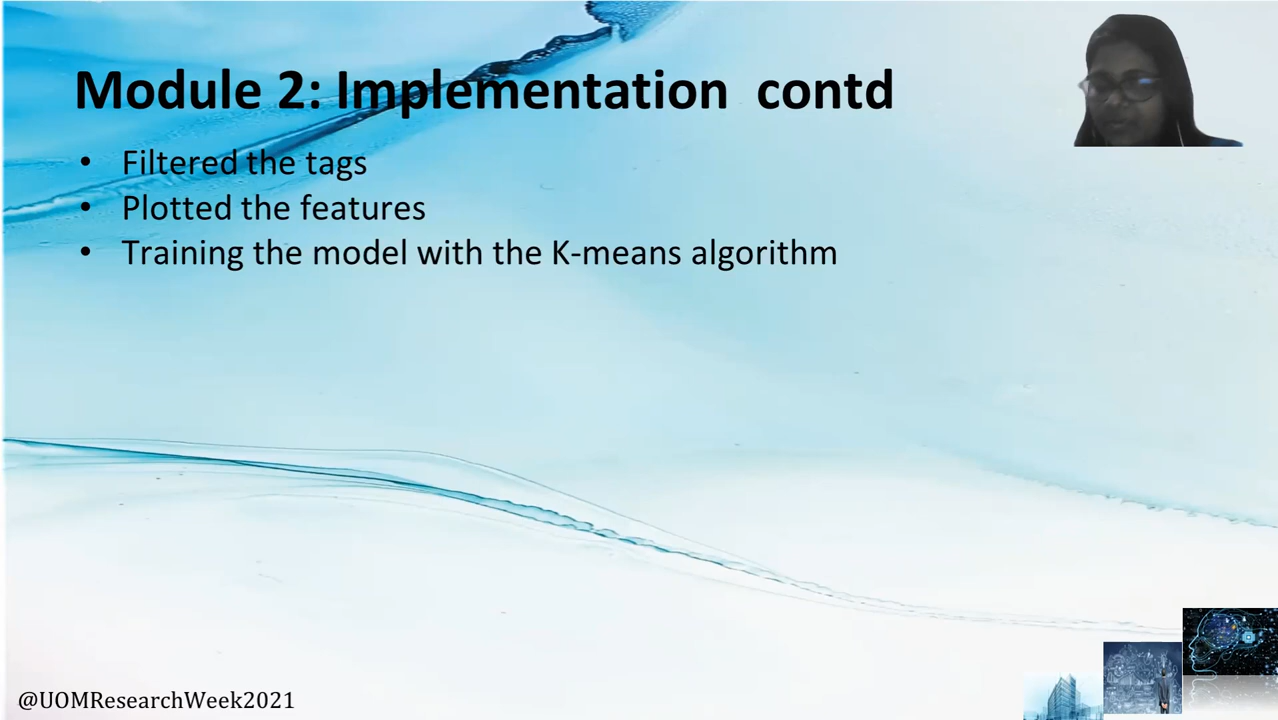 Module 2: Implementation contd
• Filtered the tags
• Plotted the features
• Training the model with the K-means algorithm
@UOMResearchWeek2021